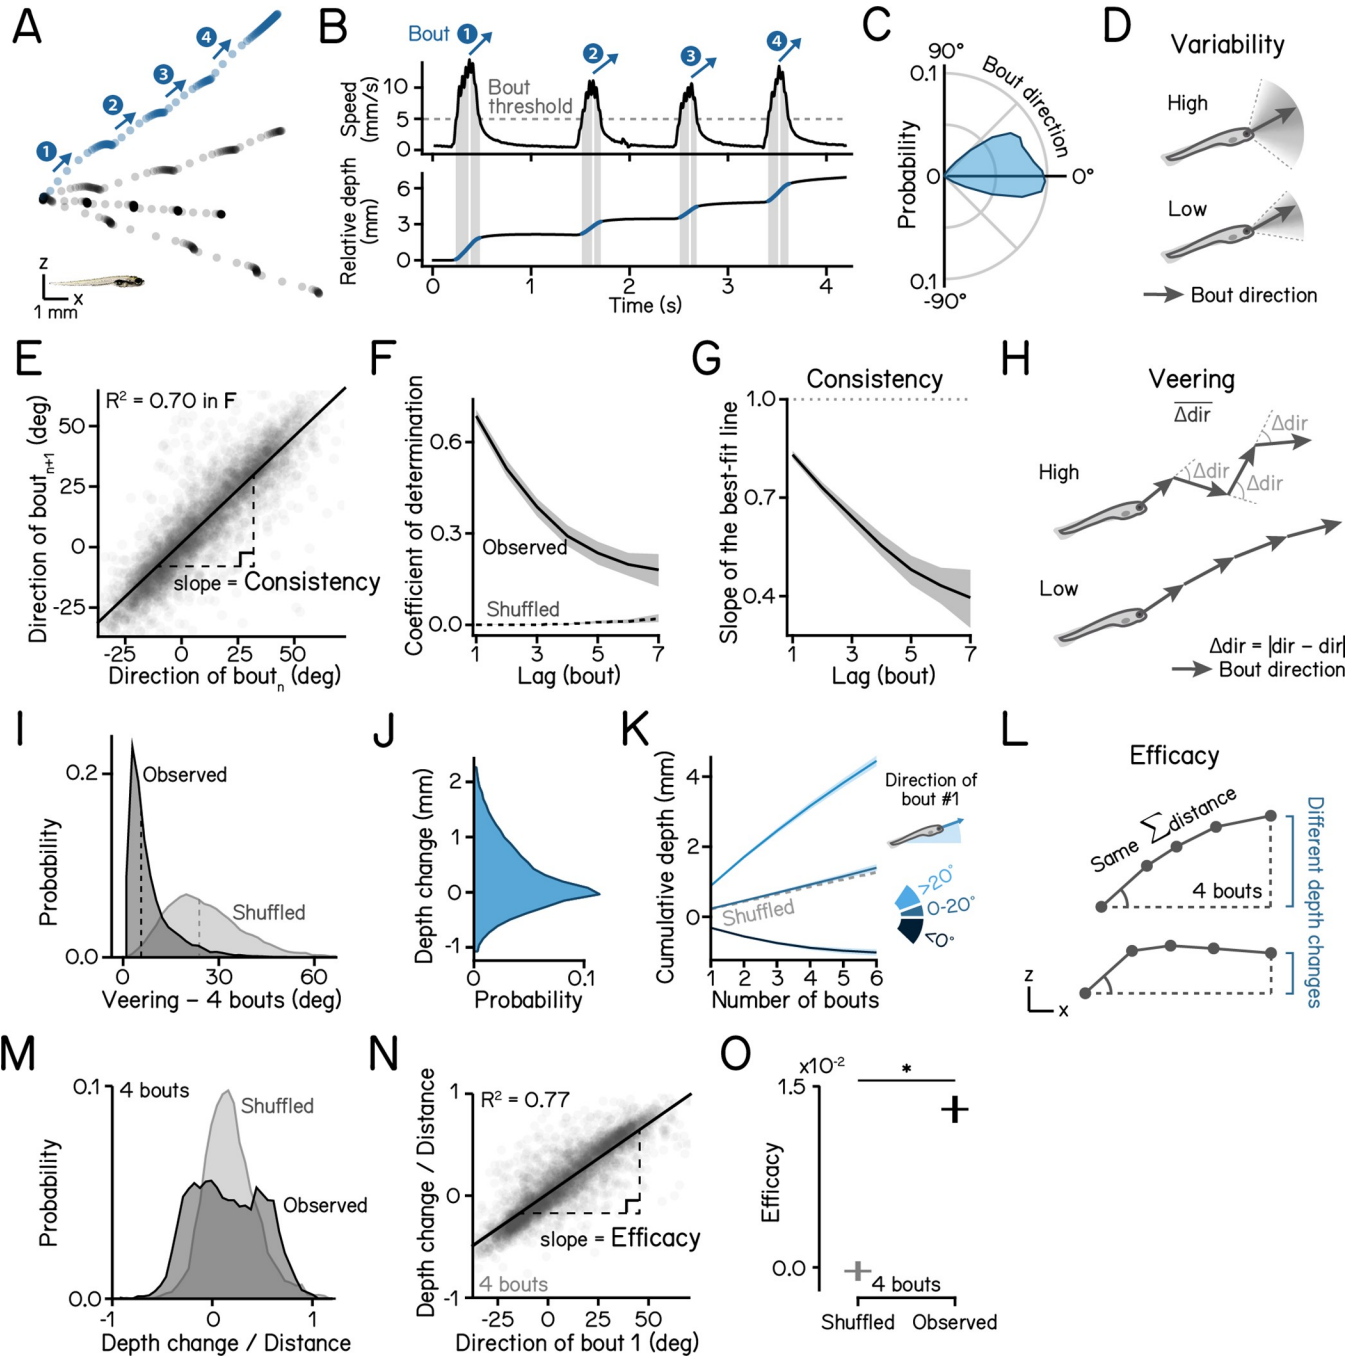 A
1
2
3
4
z
x
1 mm
B
Bout 1
2
3
4
Bout
threshold
Speed
(mm/s)
10
5
0
Relative depth
(mm)
6
3
0
0
1
2
3
4
Time (s)
C
90°
0.1
Bout direction
Probability
0
0°
0.1
-90°
D
Variability
High
Low
Bout direction
E
R² = 0.70 in F
Direction of bout n+1 (deg)
50
25
0
-25
slope = Consistency
-25
0
25
50
Direction of bout n (deg)
F
Coefficient of determination
0.6
0.3
0.0
Observed
Shuffled
1
3
5
7
Lag (bout)
G
Consistency
Slope of the best-fit line
1.0
0.7
0.4
1
3
5
7
Lag (bout)
H
Veering
Δdir
High
Δdir
Δdir
Δdir
Low
Δdir = |dir − dir|
Bout direction
I
Probability
0.2
0.0
Observed
Shuffled
0
30
60
Veering – 4 bouts (deg)
J
Depth change (mm)
2
1
0
-1
0
0.1
Probability
K
Cumulative depth (mm)
4
2
0
Shuffled
1
2
3
4
5
6
Number of bouts
Direction of
bout #1
>20°
0-20°
<0°
L
Efficacy
Same ∑distance
4 bouts
Different depth changes
z
x
M
Probability
0.1
0.0
4 bouts
Shuffled
Observed
-1
0
1
Depth change / Distance
N
Depth change / Distance
1
0
-1
R² = 0.77
slope = Efficacy
4 bouts
-25
0
25
50
Direction of bout 1 (deg)
O
x10⁻²
1.5
*
Efficacy
0.0
4 bouts
Shuffled
Observed